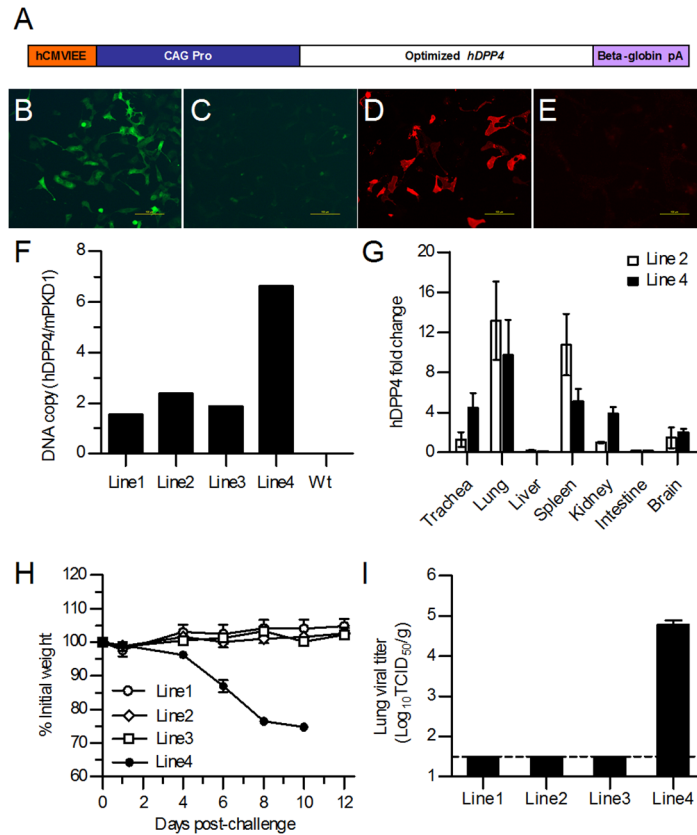 A
hCMVIEE CAG Pro Optimized hDPP4 Beta-globin pA
B C D E
F
DNA copy (hDPP4/mPKD1)
8
6
4
2
0
Line1 Line2 Line3 Line4 Wt
G
hDPP4 fold change
20
16
12
8
4
0
Line 2
Line 4
Trachea Lung Liver Spleen Kidney Intestine Brain
H
% Initial weight
120
110
100
90
80
70
60
Line1
Line2
Line3
Line4
0 2 4 6 8 10 12
Days post-challenge
I
Lung viral titer
(Log10TCID50/g)
6
5
4
3
2
1
Line1 Line2 Line3 Line4